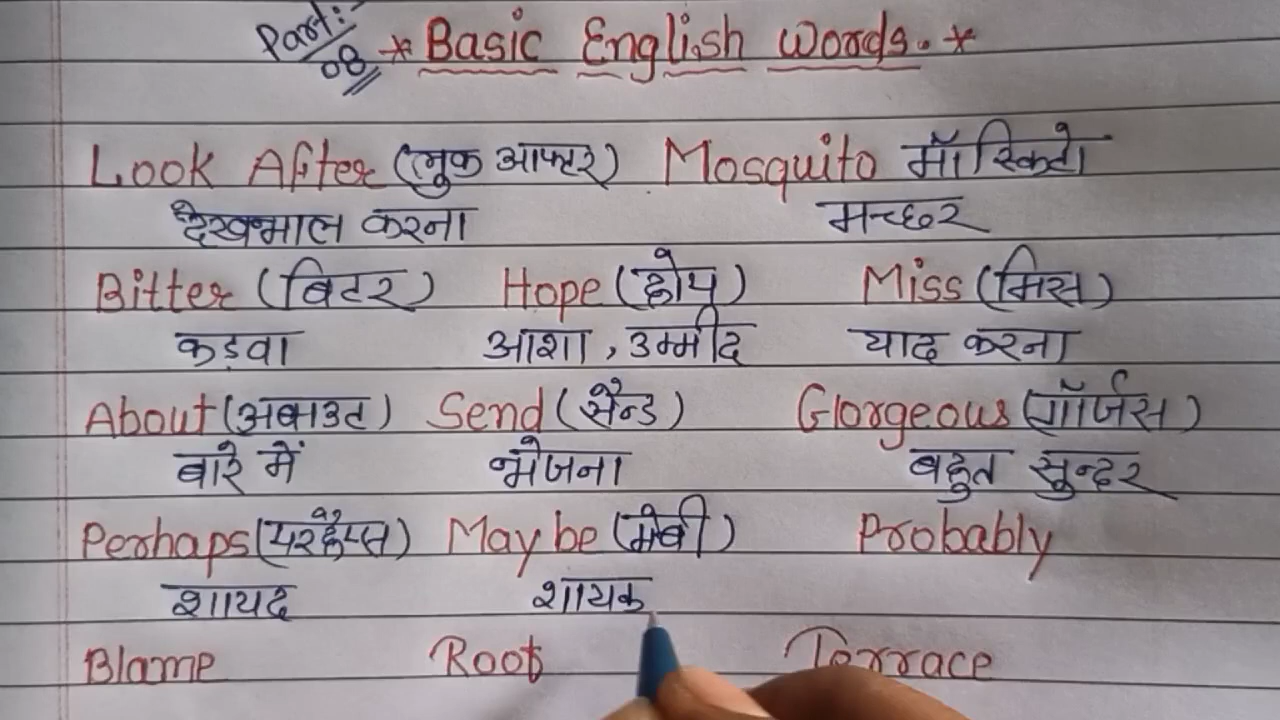 Part:- 08 * Basic English Words. *
Look After (लुक आफ्टर) Mosquito मॉस्किटो
देखभाल करना मच्छर
Bitter (बिटर) Hope (होप) Miss (मिस)
कड़वा आशा, उम्मीद याद करना
About (अबाउट) Send (सैन्ड) Gorgeous (गॉर्जस)
बारे में भेजना बहुत सुन्दर
Perhaps (परहैप्स) May be (मेबी) Probably
शायद शायद
Blame Root Terrace